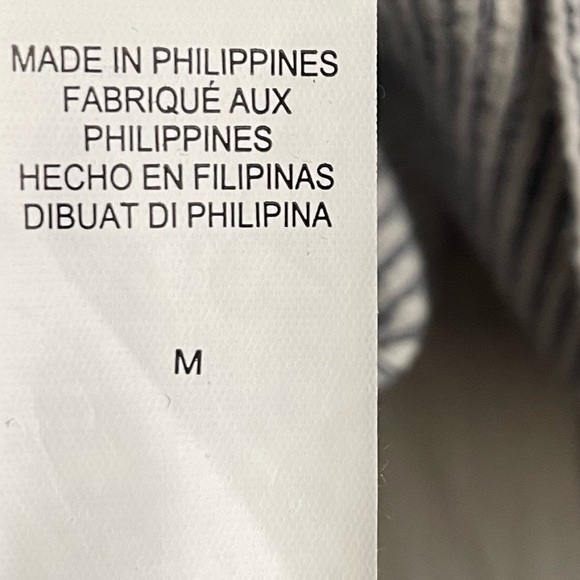 MADE IN PHILIPPINES
FABRIQUÉ AUX
PHILIPPINES
HECHO EN FILIPINAS
DIBUAT DI PHILIPINA
M